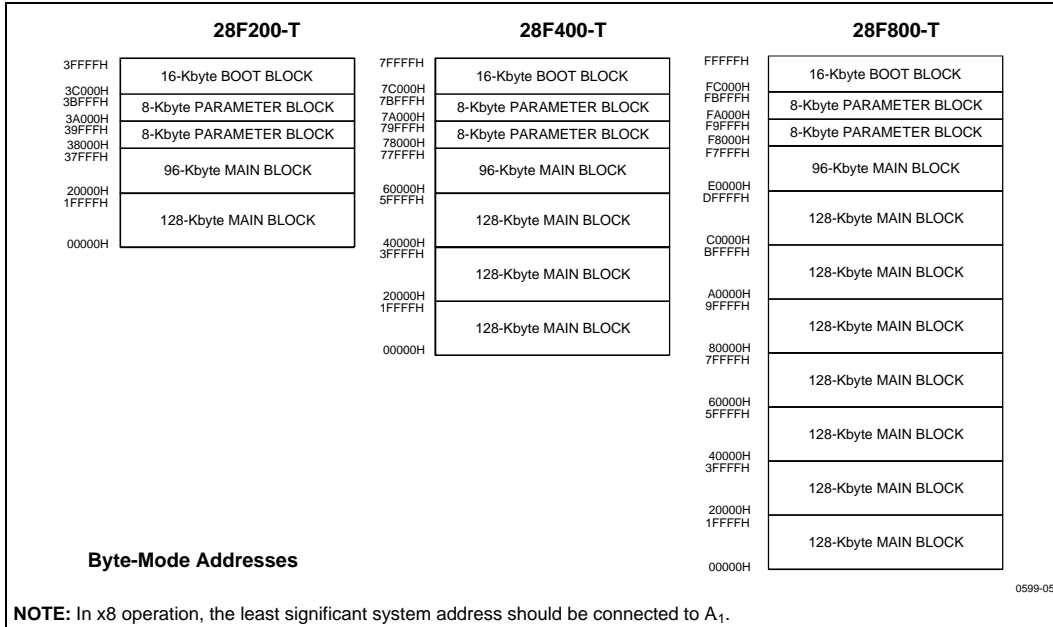 28F200-T
3FFFFH
16-Kbyte BOOT BLOCK
3C000H
3BFFFH
8-Kbyte PARAMETER BLOCK
3A000H
39FFFH
8-Kbyte PARAMETER BLOCK
38000H
37FFFH
96-Kbyte MAIN BLOCK
20000H
1FFFFH
128-Kbyte MAIN BLOCK
00000H
28F400-T
7FFFFH
16-Kbyte BOOT BLOCK
7C000H
7BFFFH
8-Kbyte PARAMETER BLOCK
7A000H
79FFFH
8-Kbyte PARAMETER BLOCK
78000H
77FFFH
96-Kbyte MAIN BLOCK
60000H
5FFFFH
128-Kbyte MAIN BLOCK
40000H
3FFFFH
128-Kbyte MAIN BLOCK
20000H
1FFFFH
128-Kbyte MAIN BLOCK
00000H
28F800-T
FFFFFH
16-Kbyte BOOT BLOCK
FC000H
FBFFFH
8-Kbyte PARAMETER BLOCK
FA000H
F9FFFH
8-Kbyte PARAMETER BLOCK
F8000H
F7FFFH
96-Kbyte MAIN BLOCK
E0000H
DFFFFH
128-Kbyte MAIN BLOCK
C0000H
BFFFFH
128-Kbyte MAIN BLOCK
A0000H
9FFFFH
128-Kbyte MAIN BLOCK
80000H
7FFFFH
128-Kbyte MAIN BLOCK
60000H
5FFFFH
128-Kbyte MAIN BLOCK
40000H
3FFFFH
128-Kbyte MAIN BLOCK
20000H
1FFFFH
128-Kbyte MAIN BLOCK
00000H
Byte-Mode Addresses
0599-05
NOTE: In x8 operation, the least significant system address should be connected to A₁.